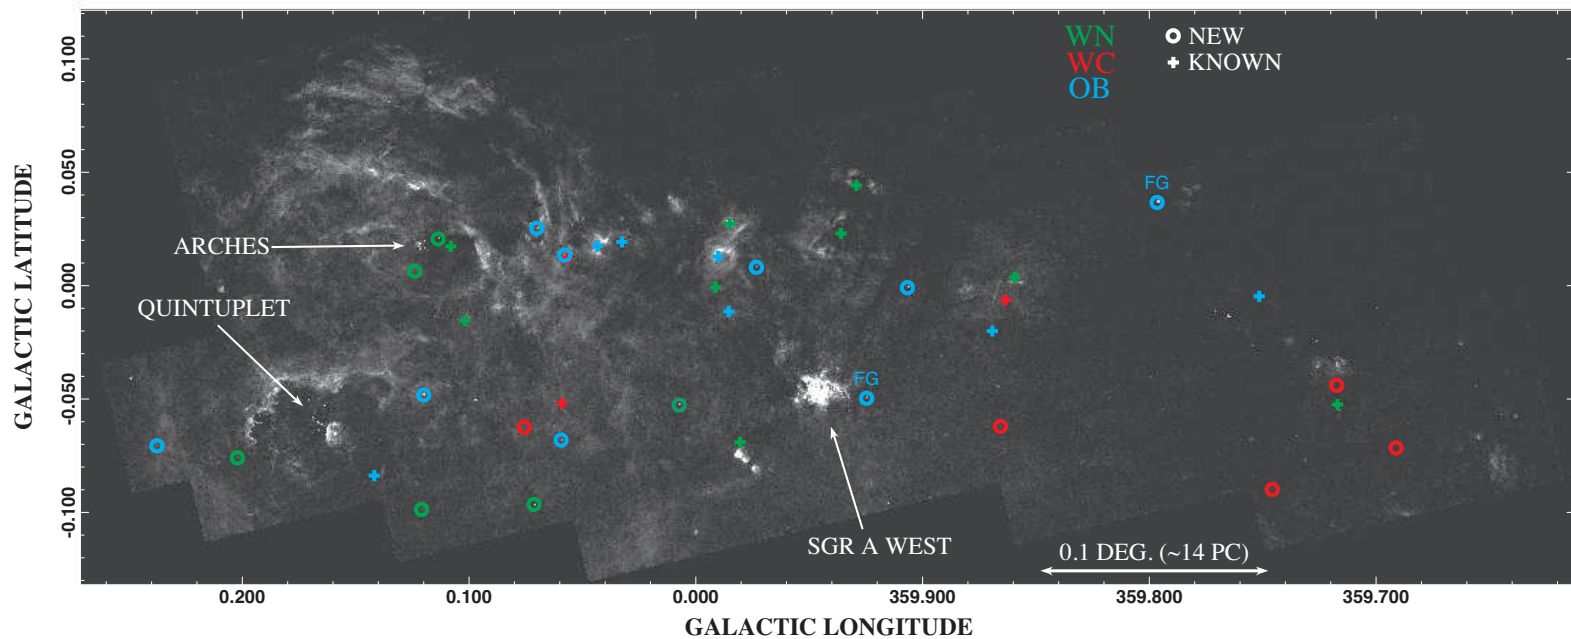 WN
WC
OB
NEW
KNOWN
0.100
0.050
0.000
-0.050
-0.100
GALACTIC LATITUDE
ARCHES
QUINTUPLET
FG
FG
SGR A WEST
0.1 DEG. (~14 PC)
0.200
0.100
0.000
359.900
359.800
359.700
GALACTIC LONGITUDE